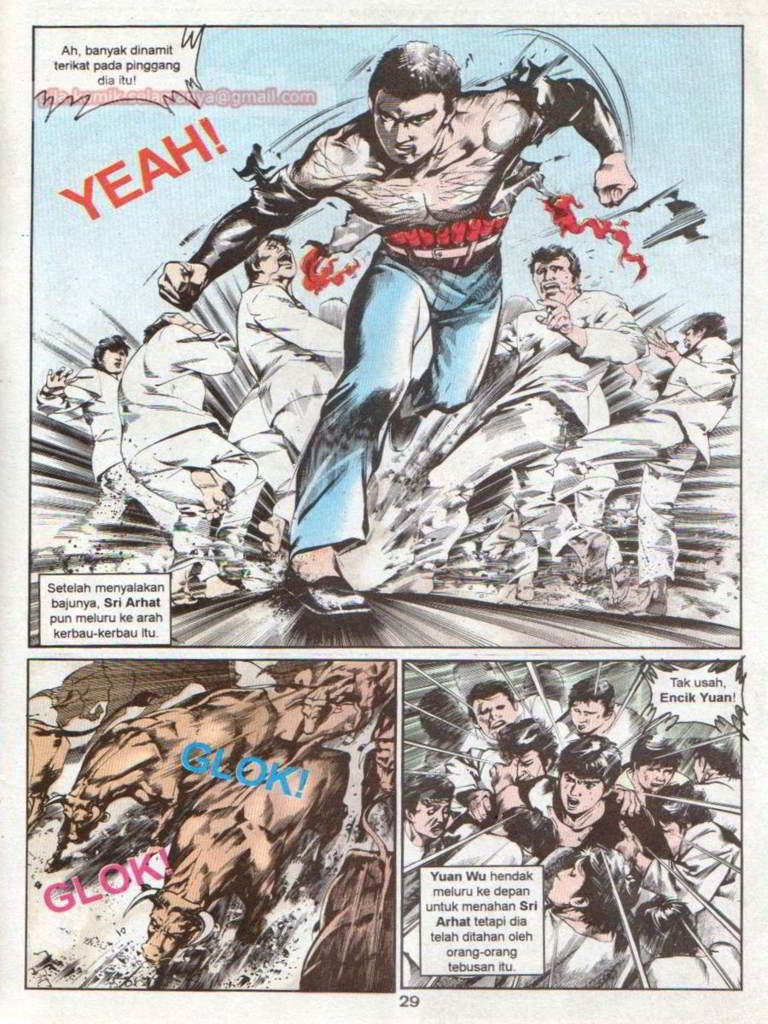 Ah, banyak dinamit
terikat pada pinggang
dia itu!
YEAH!
Setelah menyalakan
bajunya, Sri Arhat
pun meluru ke arah
kerbau-kerbau itu.
GLOK!
GLOK!
Tak usah,
Encik Yuan!
Yuan Wu hendak
meluru ke depan
untuk menahan Sri
Arhat tetapi dia
telah ditahan oleh
orang-orang
tebusan itu.
29